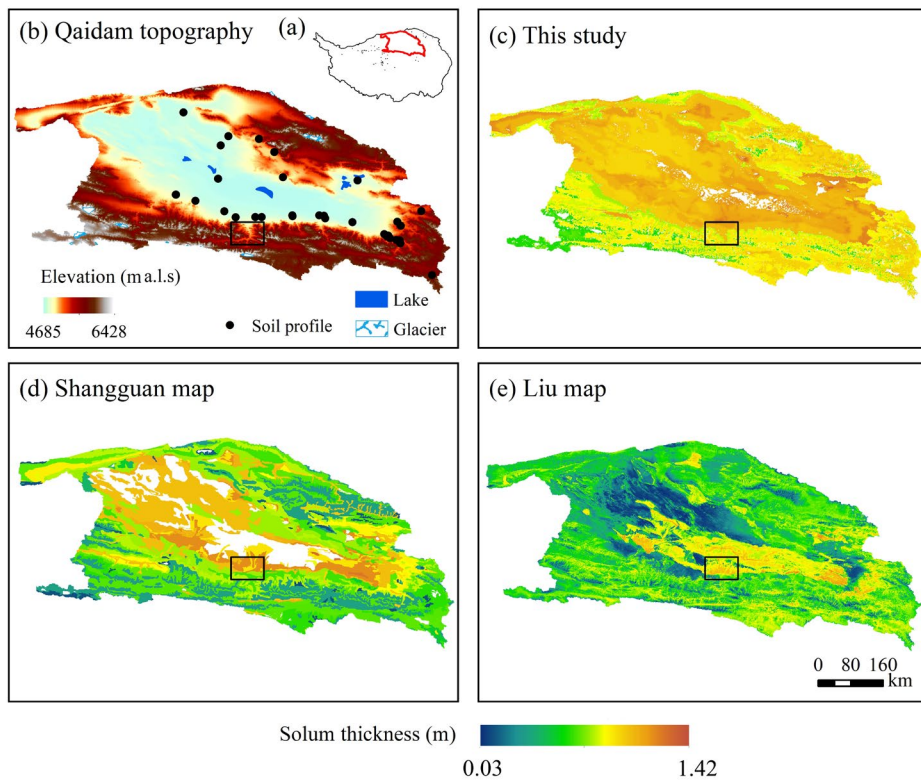 (b) Qaidam topography
(a)
Elevation (m a.l.s)
4685 6428
Soil profile
Lake
Glacier
(c) This study
(d) Shangguan map
(e) Liu map
0 80 160
km
Solum thickness (m)
0.03 1.42